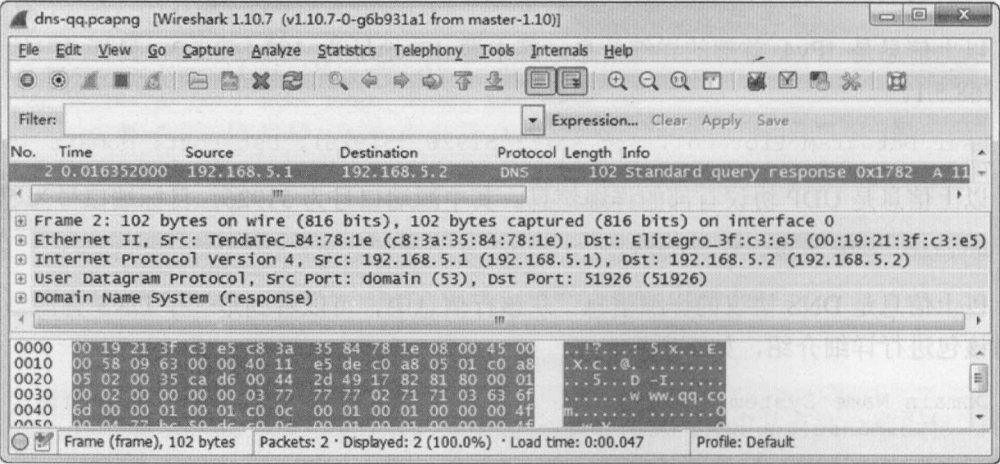 dns-qq.pcapng [Wireshark 1.10.7 (v1.10.7-0-g6b931a1 from master-1.10)]
File Edit View Go Capture Analyze Statistics Telephony Tools Internals Help
Filter: Expression... Clear Apply Save
No. Time Source Destination Protocol Length Info
2 0.016352000 192.168.5.1 192.168.5.2 DNS 102 Standard query response 0x1782 A 11
Frame 2: 102 bytes on wire (816 bits), 102 bytes captured (816 bits) on interface 0
Ethernet II, Src: TendaTec_84:78:1e (c8:3a:35:84:78:1e), Dst: Elitegro_3f:c3:e5 (00:19:21:3f:c3:e5)
Internet Protocol Version 4, Src: 192.168.5.1 (192.168.5.1), Dst: 192.168.5.2 (192.168.5.2)
User Datagram Protocol, Src Port: domain (53), Dst Port: 51926 (51926)
Domain Name System (response)
0000 00 19 21 3f c3 e5 c8 3a 35 84 78 1e 08 00 45 00 ..!?...: 5.x...E.
0010 00 58 09 63 00 00 40 11 e5 de c0 a8 05 01 c0 a8 .X.c..@. ........
0020 05 02 00 35 ca d6 00 44 2d 49 17 82 81 80 00 01 ...5...D -I......
0030 00 02 00 00 00 00 03 77 77 77 02 71 71 03 63 6f .......w ww.qq.co
0040 6d 00 00 01 00 01 c0 0c 00 01 00 01 00 00 00 4f m....... .......O
0050 00 04 77
Frame (frame), 102 bytes Packets: 2 · Displayed: 2 (100.0%) · Load time: 0:00.047 Profile: Default